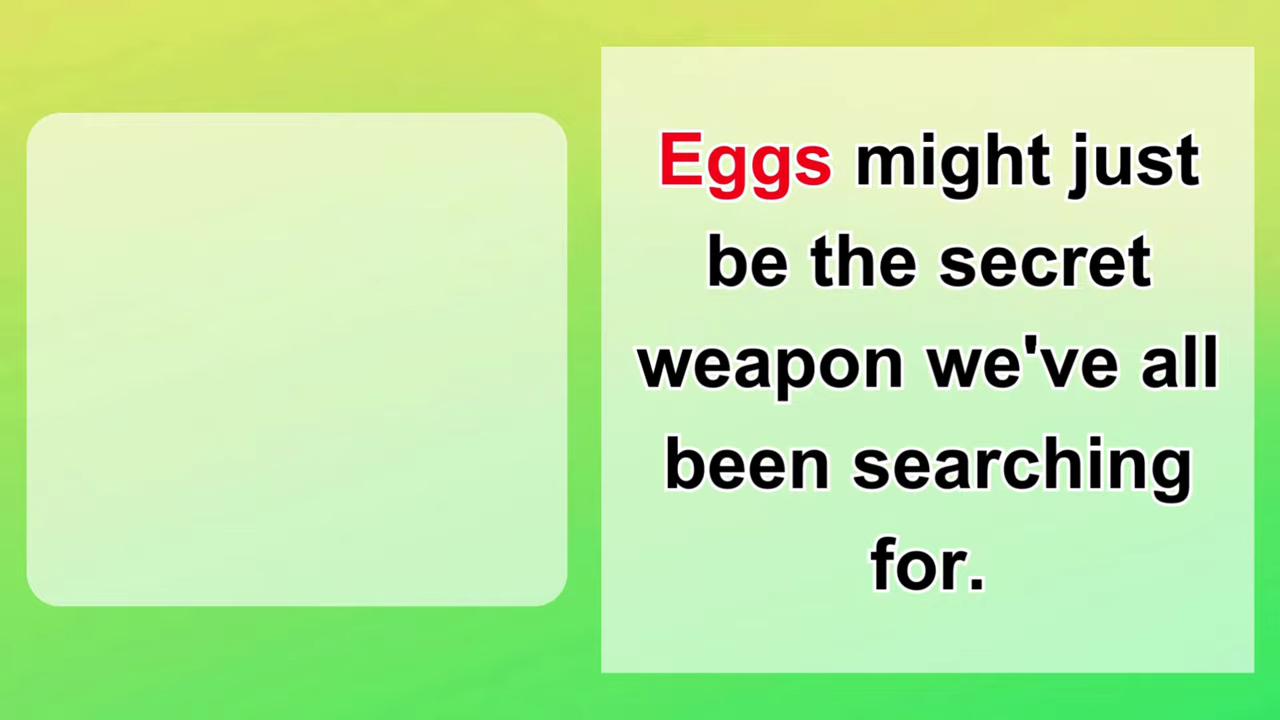 Eggs might just
be the secret
weapon we've all
been searching
for.